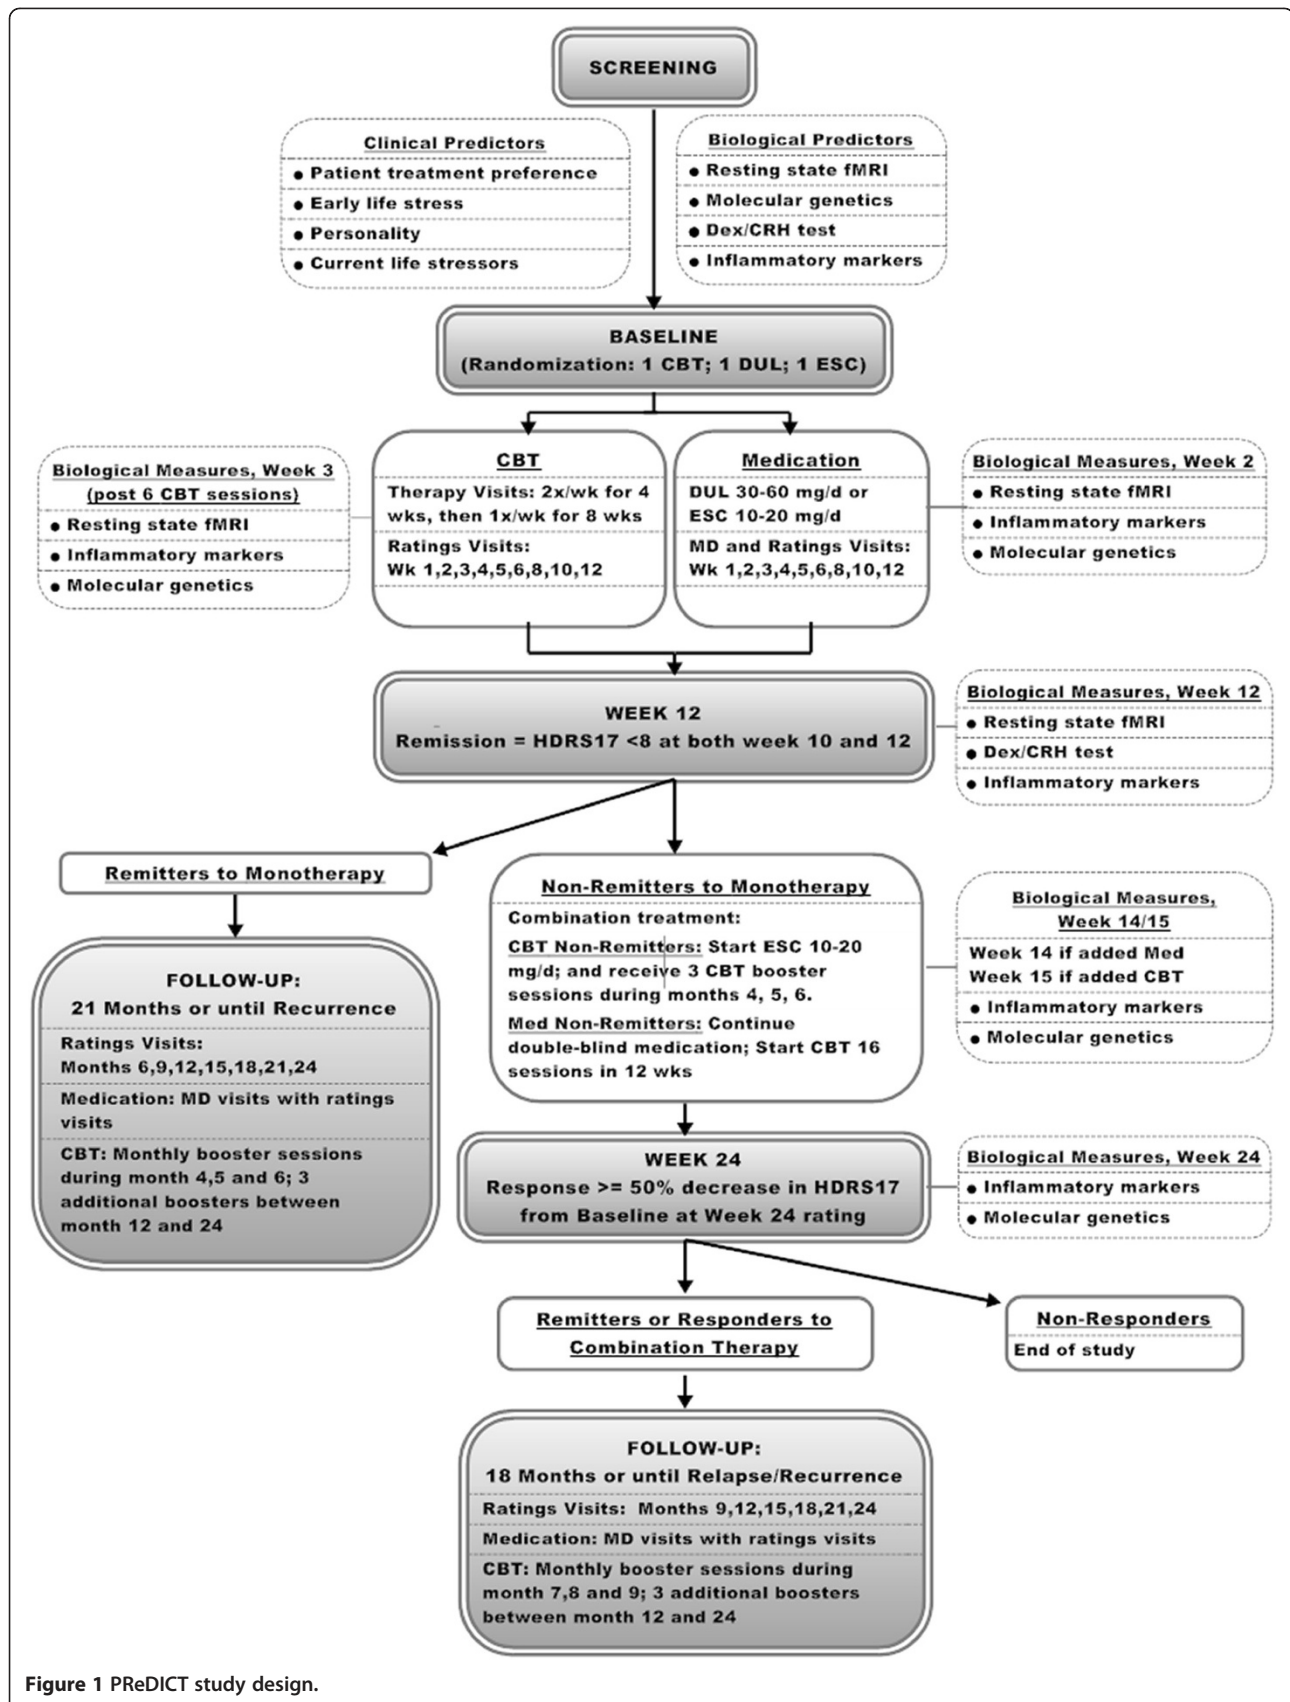 SCREENING
Clinical Predictors
● Patient treatment preference
● Early life stress
● Personality
● Current life stressors
Biological Predictors
● Resting state fMRI
● Molecular genetics
● Dex/CRH test
● Inflammatory markers
BASELINE
(Randomization: 1 CBT; 1 DUL; 1 ESC)
Biological Measures, Week 3
(post 6 CBT sessions)
● Resting state fMRI
● Inflammatory markers
● Molecular genetics
CBT
Therapy Visits: 2x/wk for 4
wks, then 1x/wk for 8 wks
Ratings Visits:
Wk 1,2,3,4,5,6,8,10,12
Medication
DUL 30-60 mg/d or
ESC 10-20 mg/d
MD and Ratings Visits:
Wk 1,2,3,4,5,6,8,10,12
Biological Measures, Week 2
● Resting state fMRI
● Inflammatory markers
● Molecular genetics
WEEK 12
Remission = HDRS17 <8 at both week 10 and 12
Biological Measures, Week 12
● Resting state fMRI
● Dex/CRH test
● Inflammatory markers
Remitters to Monotherapy
FOLLOW-UP:
21 Months or until Recurrence
Ratings Visits:
Months 6,9,12,15,18,21,24
Medication: MD visits with ratings
visits
CBT: Monthly booster sessions
during month 4,5 and 6; 3
additional boosters between
month 12 and 24
Non-Remitters to Monotherapy
Combination treatment:
CBT Non-Remitters: Start ESC 10-20
mg/d; and receive 3 CBT booster
sessions during months 4, 5, 6.
Med Non-Remitters: Continue
double-blind medication; Start CBT 16
sessions in 12 wks
Biological Measures,
Week 14/15
Week 14 if added Med
Week 15 if added CBT
● Inflammatory markers
● Molecular genetics
WEEK 24
Response >= 50% decrease in HDRS17
from Baseline at Week 24 rating
Biological Measures, Week 24
● Inflammatory markers
● Molecular genetics
Remitters or Responders to
Combination Therapy
Non-Responders
End of study
FOLLOW-UP:
18 Months or until Relapse/Recurrence
Ratings Visits: Months 9,12,15,18,21,24
Medication: MD visits with ratings visits
CBT: Monthly booster sessions during
month 7,8 and 9; 3 additional boosters
between month 12 and 24
Figure 1 PReDICT study design.